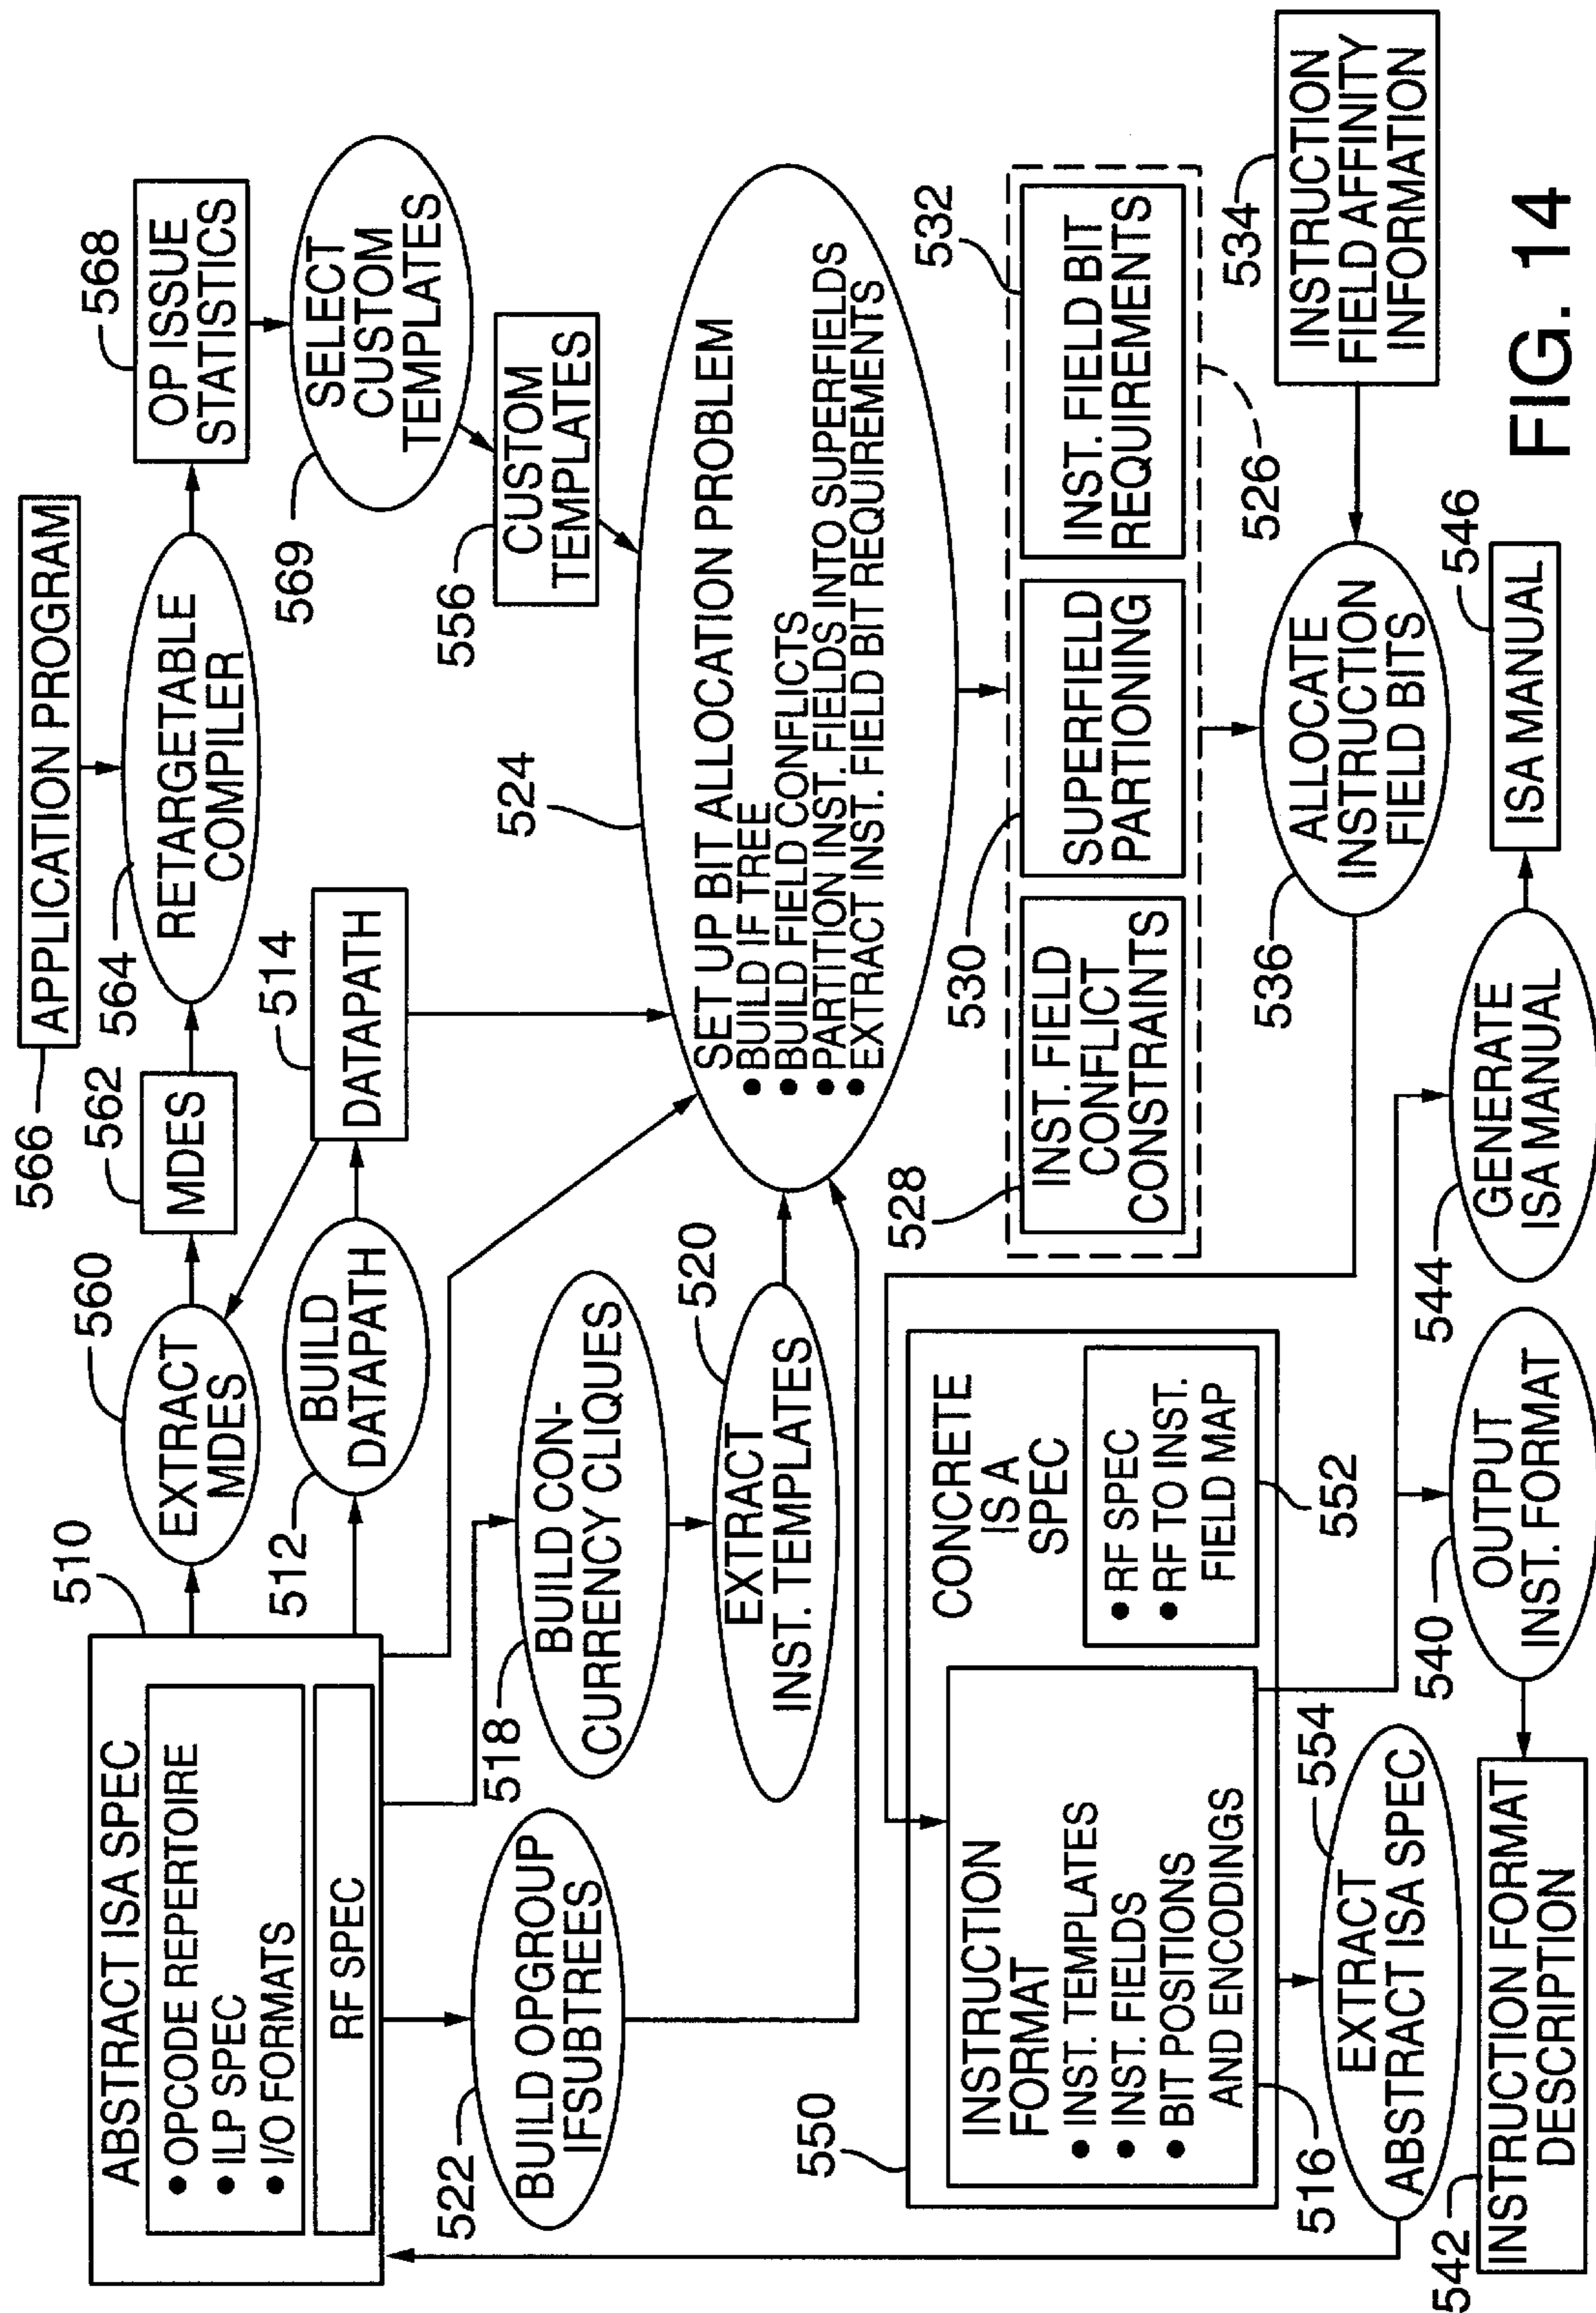 566
APPLICATION PROGRAM
510
560
562
564
568
ABSTRACT ISA SPEC
• OPCODE REPERTOIRE
• ILP SPEC
• I/O FORMATS
RF SPEC
EXTRACT
MDES
MDES
RETARGETABLE
COMPILER
OP ISSUE
STATISTICS
512
BUILD
DATAPATH
514
DATAPATH
569
SELECT
CUSTOM
TEMPLATES
522
BUILD OPGROUP
IFSUBTREES
518
BUILD CON-
CURRENCY CLIQUES
556
CUSTOM
TEMPLATES
520
EXTRACT
INST. TEMPLATES
524
SET UP BIT ALLOCATION PROBLEM
• BUILD IF TREE
• BUILD FIELD CONFLICTS
• PARTITION INST. FIELDS INTO SUPERFIELDS
• EXTRACT INST. FIELD BIT REQUIREMENTS
550
CONCRETE
IS A
SPEC
INSTRUCTION
FORMAT
• INST. TEMPLATES
• INST. FIELDS
• BIT POSITIONS
AND ENCODINGS
• RF SPEC
• RF TO INST.
FIELD MAP
516
552
528
INST. FIELD
CONFLICT
CONSTRAINTS
530
SUPERFIELD
PARTIONING
532
INST. FIELD BIT
REQUIREMENTS
526
536
ALLOCATE
INSTRUCTION
FIELD BITS
534
INSTRUCTION
FIELD AFFINITY
INFORMATION
554
EXTRACT
ABSTRACT ISA SPEC
542
INSTRUCTION FORMAT
DESCRIPTION
540
OUTPUT
INST. FORMAT
544
GENERATE
ISA MANUAL
546
ISA MANUAL
FIG. 14